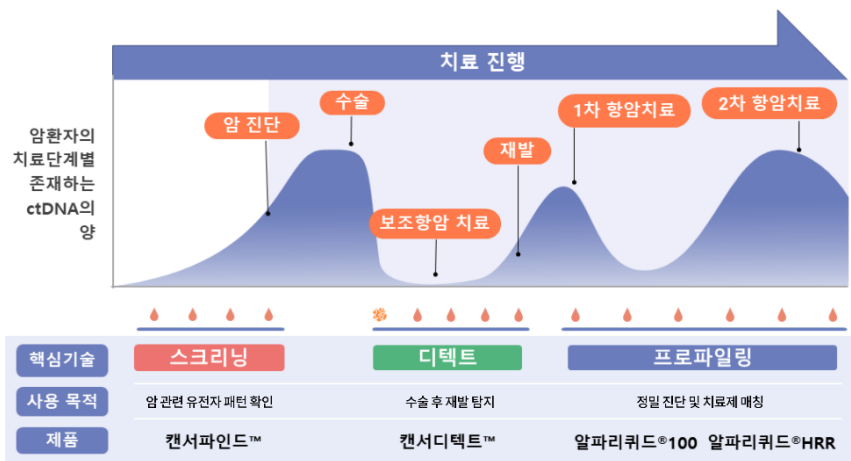 치료 진행
수술
암 진단
1차 항암치료
2차 항암치료
재발
보조항암 치료
암환자의
치료단계별
존재하는
ctDNA의
양
핵심기술 스크리닝 디텍트 프로파일링
사용 목적 암 관련 유전자 패턴 확인 수술 후 재발 탐지 정밀 진단 및 치료제 매칭
제품 캔서파인드™ 캔서디텍트™ 알파리퀴드®100 알파리퀴드®HRR